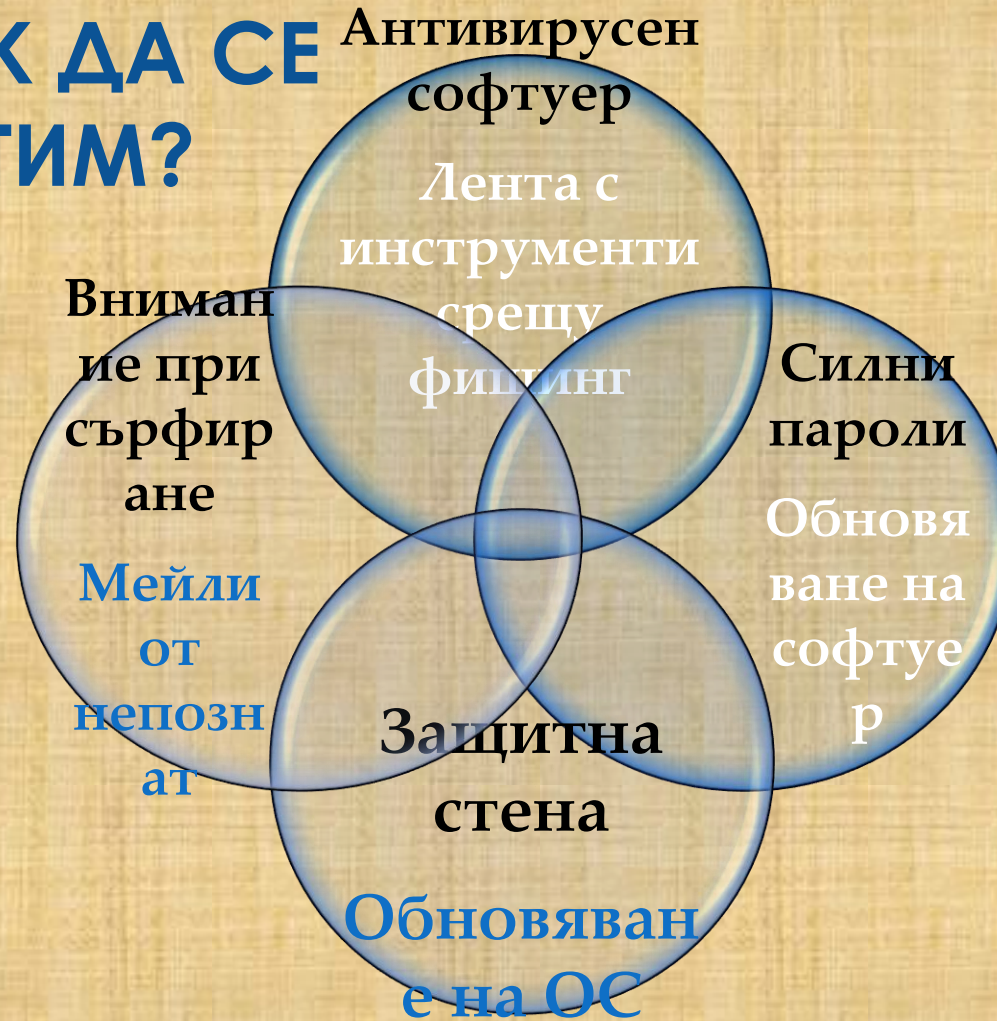 К ДА СЕ
ТИМ?
Антивирусен
софтуер
Лента с
инструменти
срещу
фишинг
Вниман
ие при
сърфир
ане
Мейли
от
непозн
ат
Силни
пароли
Обновя
ване на
софтуе
р
Защитна
стена
Обновяван
е на ОС